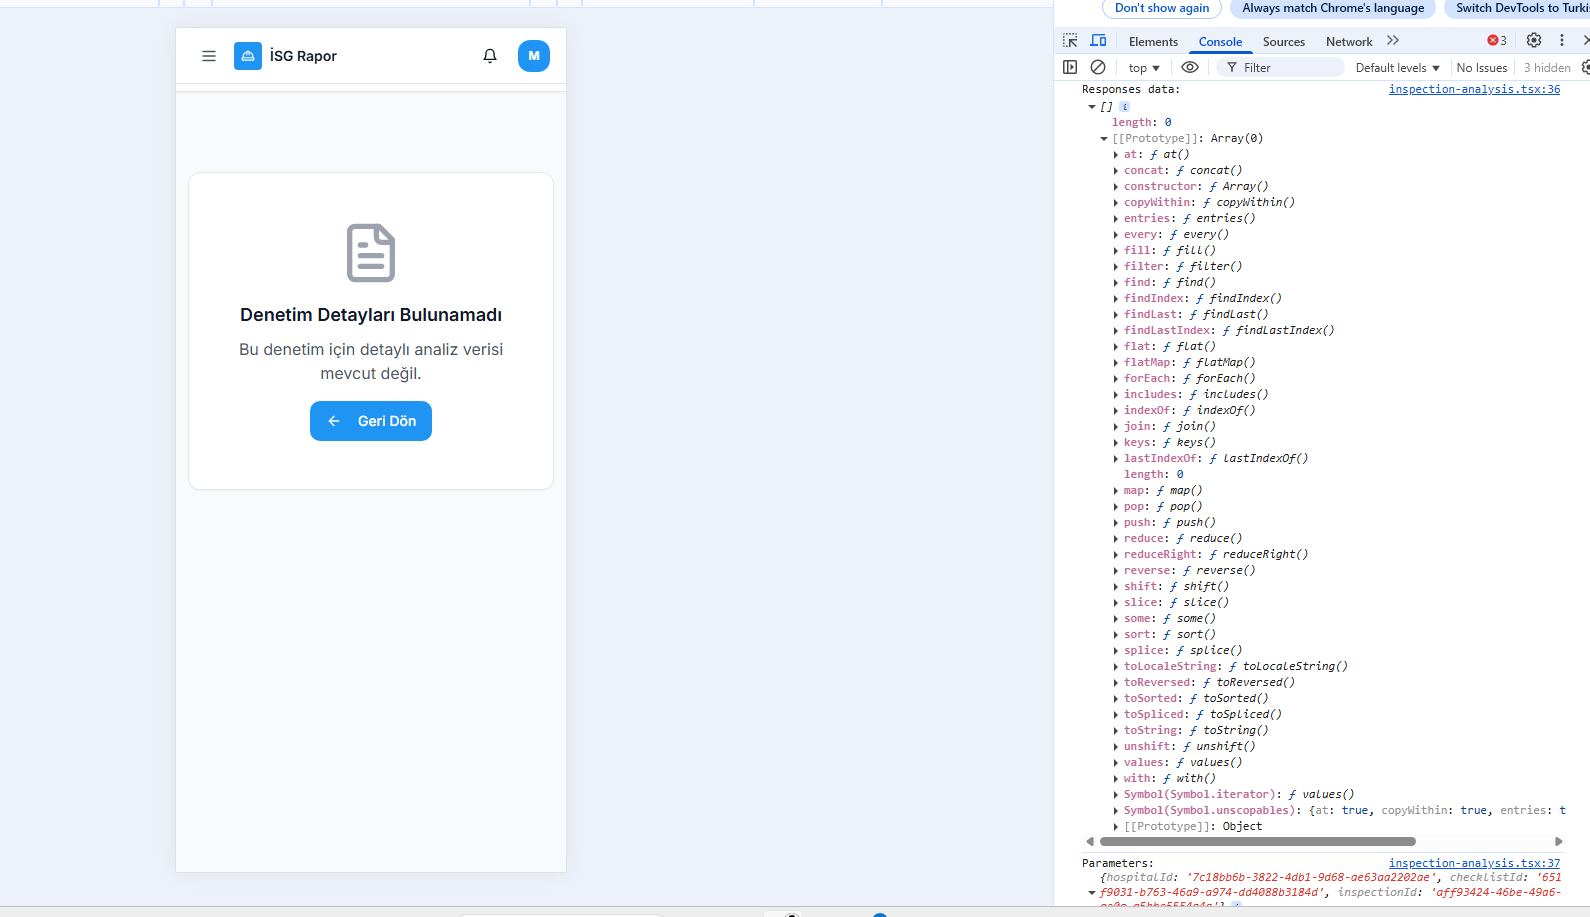 Don't show again Always match Chrome's language Switch DevTools to Turki
İSG Rapor M
Elements Console Sources Network 3
top Filter Default levels No Issues 3 hidden
Denetim Detayları Bulunamadı
Bu denetim için detaylı analiz verisi
mevcut değil.
Geri Dön
Responses data: inspection-analysis.tsx:36
[] i
length: 0
[[Prototype]]: Array(0)
at: ƒ at()
concat: ƒ concat()
constructor: ƒ Array()
copyWithin: ƒ copyWithin()
entries: ƒ entries()
every: ƒ every()
fill: ƒ fill()
filter: ƒ filter()
find: ƒ find()
findIndex: ƒ findIndex()
findLast: ƒ findLast()
findLastIndex: ƒ findLastIndex()
flat: ƒ flat()
flatMap: ƒ flatMap()
forEach: ƒ forEach()
includes: ƒ includes()
indexOf: ƒ indexOf()
join: ƒ join()
keys: ƒ keys()
lastIndexOf: ƒ lastIndexOf()
length: 0
map: ƒ map()
pop: ƒ pop()
push: ƒ push()
reduce: ƒ reduce()
reduceRight: ƒ reduceRight()
reverse: ƒ reverse()
shift: ƒ shift()
slice: ƒ slice()
some: ƒ some()
sort: ƒ sort()
splice: ƒ splice()
toLocaleString: ƒ toLocaleString()
toReversed: ƒ toReversed()
toSorted: ƒ toSorted()
toSpliced: ƒ toSpliced()
toString: ƒ toString()
unshift: ƒ unshift()
values: ƒ values()
with: ƒ with()
Symbol(Symbol.iterator): ƒ values()
Symbol(Symbol.unscopables): {at: true, copyWithin: true, entries: t
[[Prototype]]: Object
Parameters: inspection-analysis.tsx:37
{hospitalId: '7c18bb6b-3822-4db1-9d68-ae63aa2202ae', checklistId: '651
f9031-b763-46a9-a974-dd4088b3184d', inspectionId: 'aff93424-46be-49a6-